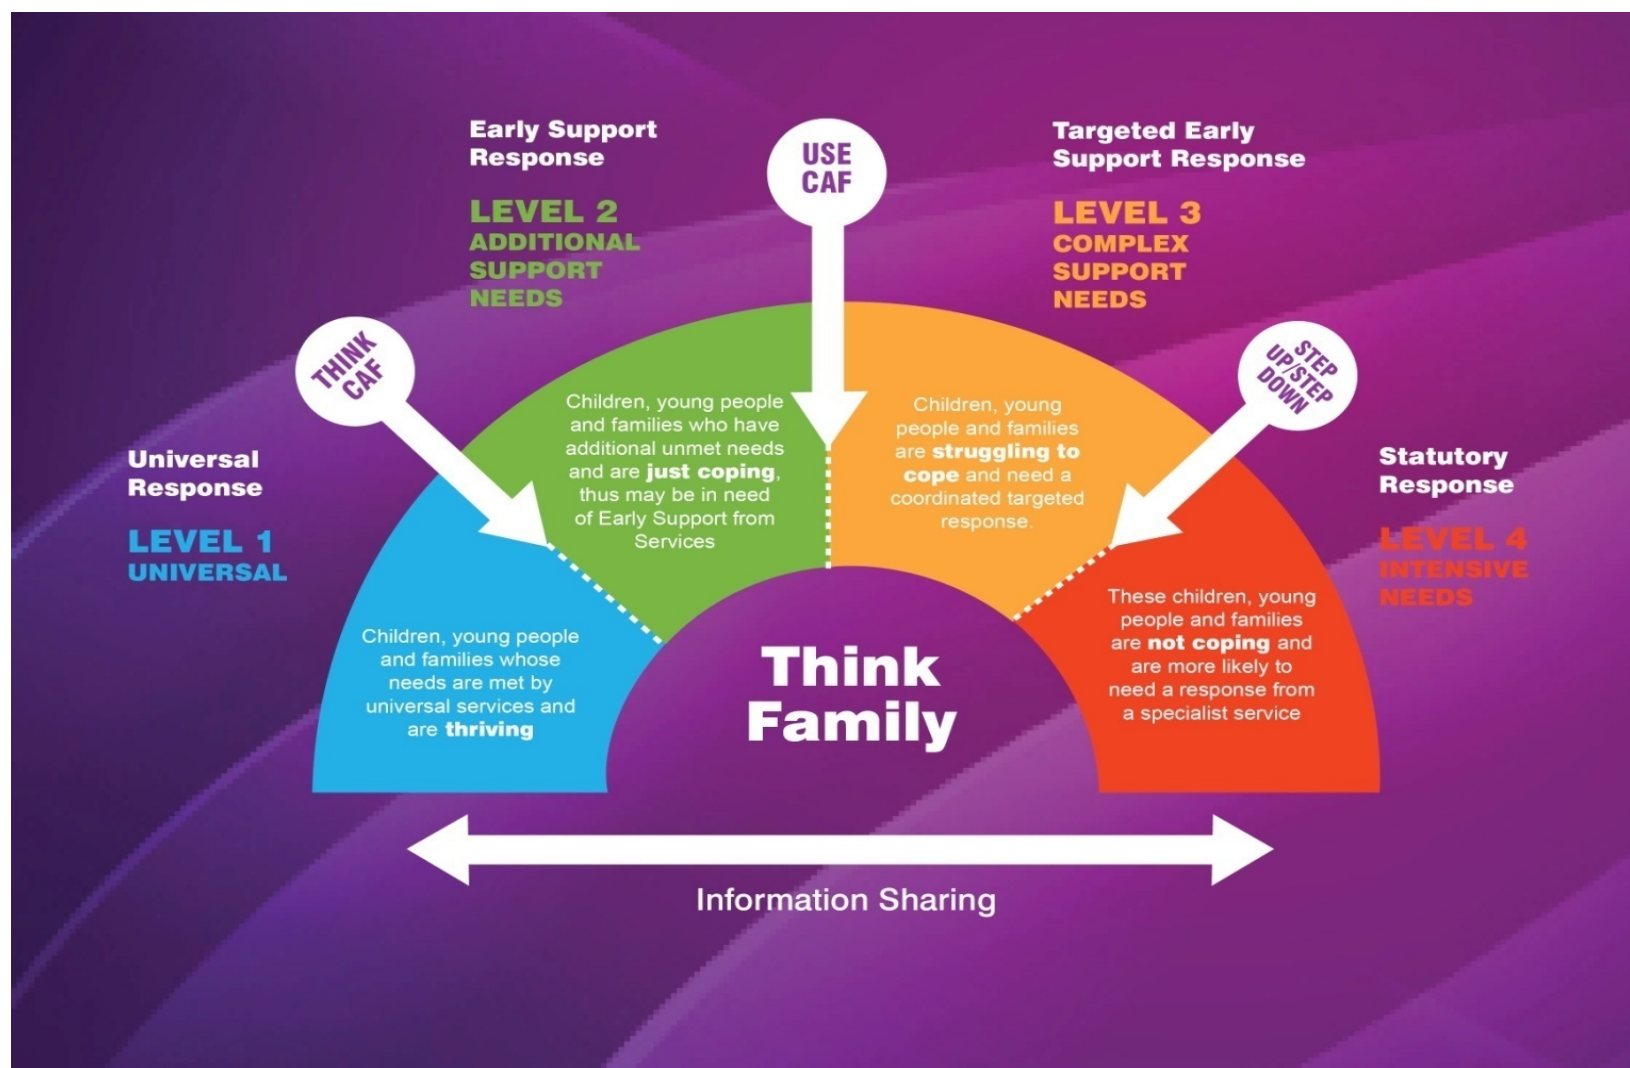 Universal
Response
LEVEL 1
UNIVERSAL
Children, young people
and families whose
needs are met by
universal services and
are thriving
THINK
CAF
Early Support
Response
LEVEL 2
ADDITIONAL
SUPPORT
NEEDS
Children, young people
and families who have
additional unmet needs
and are just coping,
thus may be in need
of Early Support from
Services
USE
CAF
Targeted Early
Support Response
LEVEL 3
COMPLEX
SUPPORT
NEEDS
Children, young
people and families
are struggling to
cope and need a
coordinated targeted
response.
STEP
UP/STEP
DOWN
Statutory
Response
LEVEL 4
INTENSIVE
NEEDS
These children, young
people and families
are not coping and
are more likely to
need a response from
a specialist service
Think
Family
Information Sharing